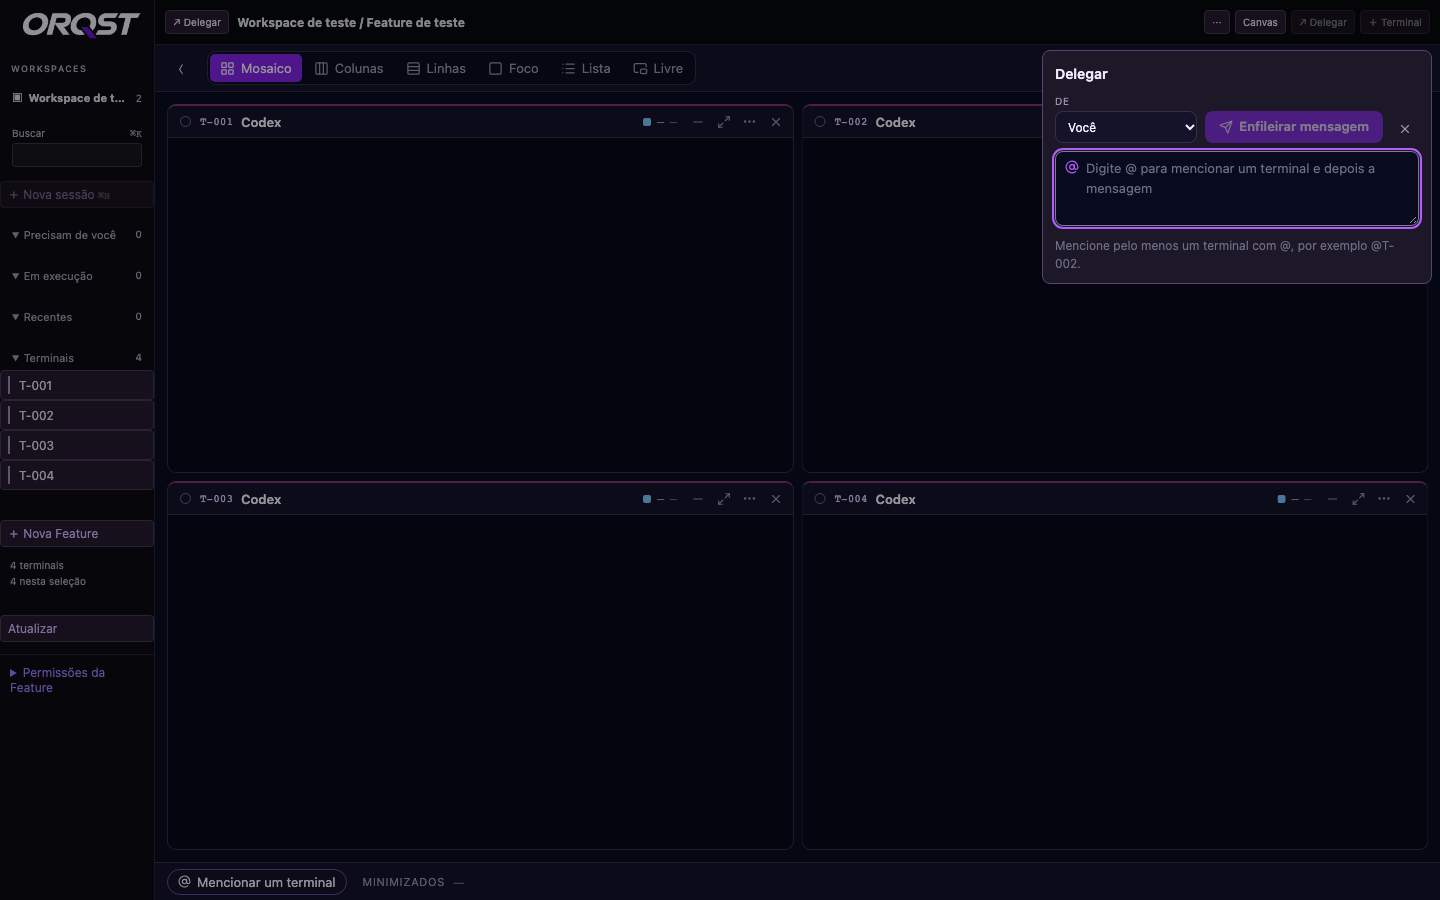 ORQST
↗ Delegar
Workspace de teste / Feature de teste
···
Canvas
↗ Delegar
+ Terminal
WORKSPACES
Workspace de t... 2
Buscar ⌘K
+ Nova sessão ⌘N
▼ Precisam de você 0
▼ Em execução 0
▼ Recentes 0
▼ Terminais 4
T-001
T-002
T-003
T-004
+ Nova Feature
4 terminais
4 nesta seleção
Atualizar
▶ Permissões da
Feature
Mosaico
Colunas
Linhas
Foco
Lista
Livre
T-001 Codex
T-002 Codex
T-003 Codex
T-004 Codex
Delegar
DE
Você
Enfileirar mensagem
@ Digite @ para mencionar um terminal e depois a
mensagem
Mencione pelo menos um terminal com @, por exemplo @T-
002.
@ Mencionar um terminal
MINIMIZADOS —